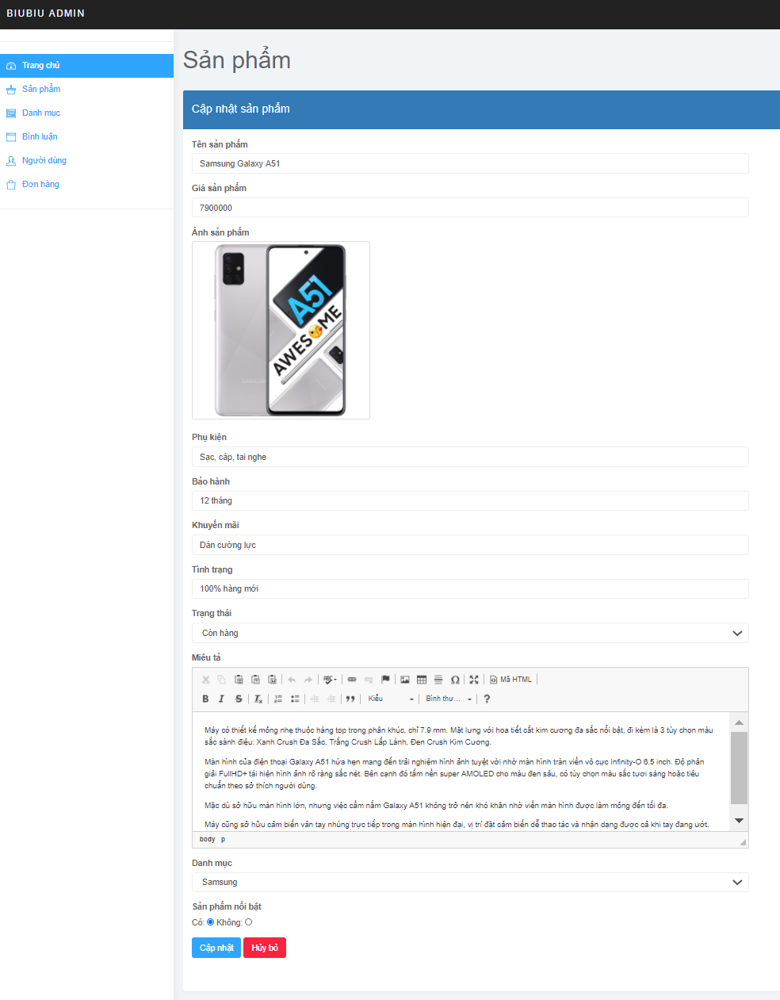 BIUBIU ADMIN
Trang chủ
Sản phẩm
Danh mục
Bình luận
Người dùng
Đơn hàng
Sản phẩm
Cập nhật sản phẩm
Tên sản phẩm
Samsung Galaxy A51
Giá sản phẩm
7900000
Ảnh sản phẩm
A51
AWESOME
SAMSUNG
Phụ kiện
Sạc, cáp, tai nghe
Bảo hành
12 tháng
Khuyến mãi
Dán cường lực
Tình trạng
100% hàng mới
Trạng thái
Còn hàng
Miêu tả
ABC
Mã HTML
B I S Tx Kiểu Bình thư... ?
Máy có thiết kế mỏng nhẹ thuộc hàng top trong phân khúc, chỉ 7.9 mm. Mặt lưng với họa tiết cắt kim cương đa sắc nổi bật, đi kèm là 3 tùy chọn màu
sắc sành điệu: Xanh Crush Đa Sắc, Trắng Crush Lấp Lánh, Đen Crush Kim Cương.
Màn hình của điện thoại Galaxy A51 hứa hẹn mang đến trải nghiệm hình ảnh tuyệt vời nhờ màn hình tràn viền vô cực Infinity-O 6.5 inch. Độ phân
giải FullHD+ tái hiện hình ảnh rõ ràng sắc nét. Bên cạnh đó tấm nền super AMOLED cho màu đen sâu, có tùy chọn màu sắc tươi sáng hoặc tiêu
chuẩn theo sở thích người dùng.
Mặc dù sở hữu màn hình lớn, nhưng việc cầm nắm Galaxy A51 không trở nên khó khăn nhờ viền màn hình được làm mỏng đến tối đa.
Máy cũng sở hữu cảm biến vân tay nhúng trực tiếp trong màn hình hiện đại, vị trí đặt cảm biến dễ thao tác và nhận dạng được cả khi tay đang ướt.
body p
Danh mục
Samsung
Sản phẩm nổi bật
Có: Không:
Cập nhật Hủy bỏ